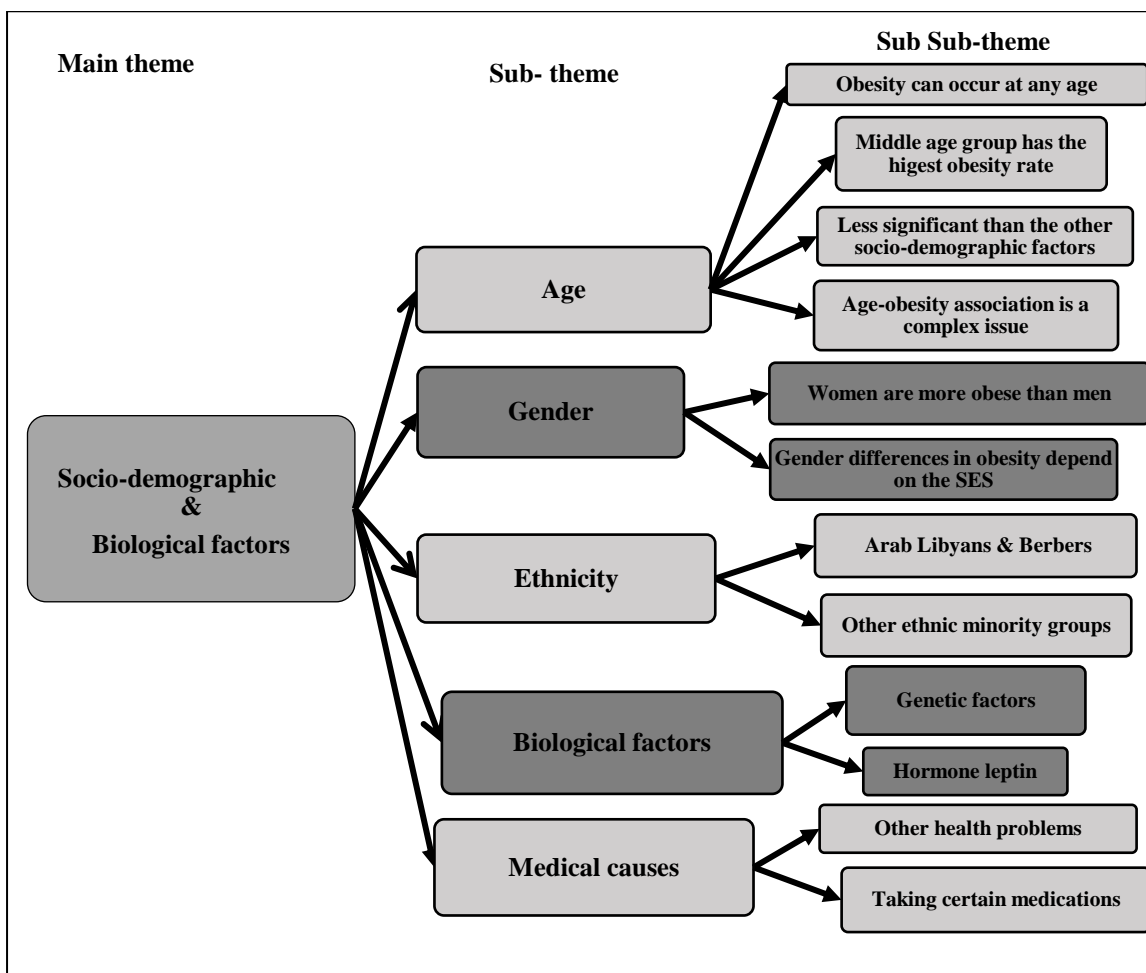 Main theme
Sub- theme
Sub Sub-theme
Socio-demographic
&
Biological factors
Age
Obesity can occur at any age
Middle age group has the
higest obesity rate
Less significant than the other
socio-demographic factors
Age-obesity association is a
complex issue
Gender
Women are more obese than men
Gender differences in obesity depend
on the SES
Ethnicity
Arab Libyans & Berbers
Other ethnic minority groups
Biological factors
Genetic factors
Hormone leptin
Medical causes
Other health problems
Taking certain medications